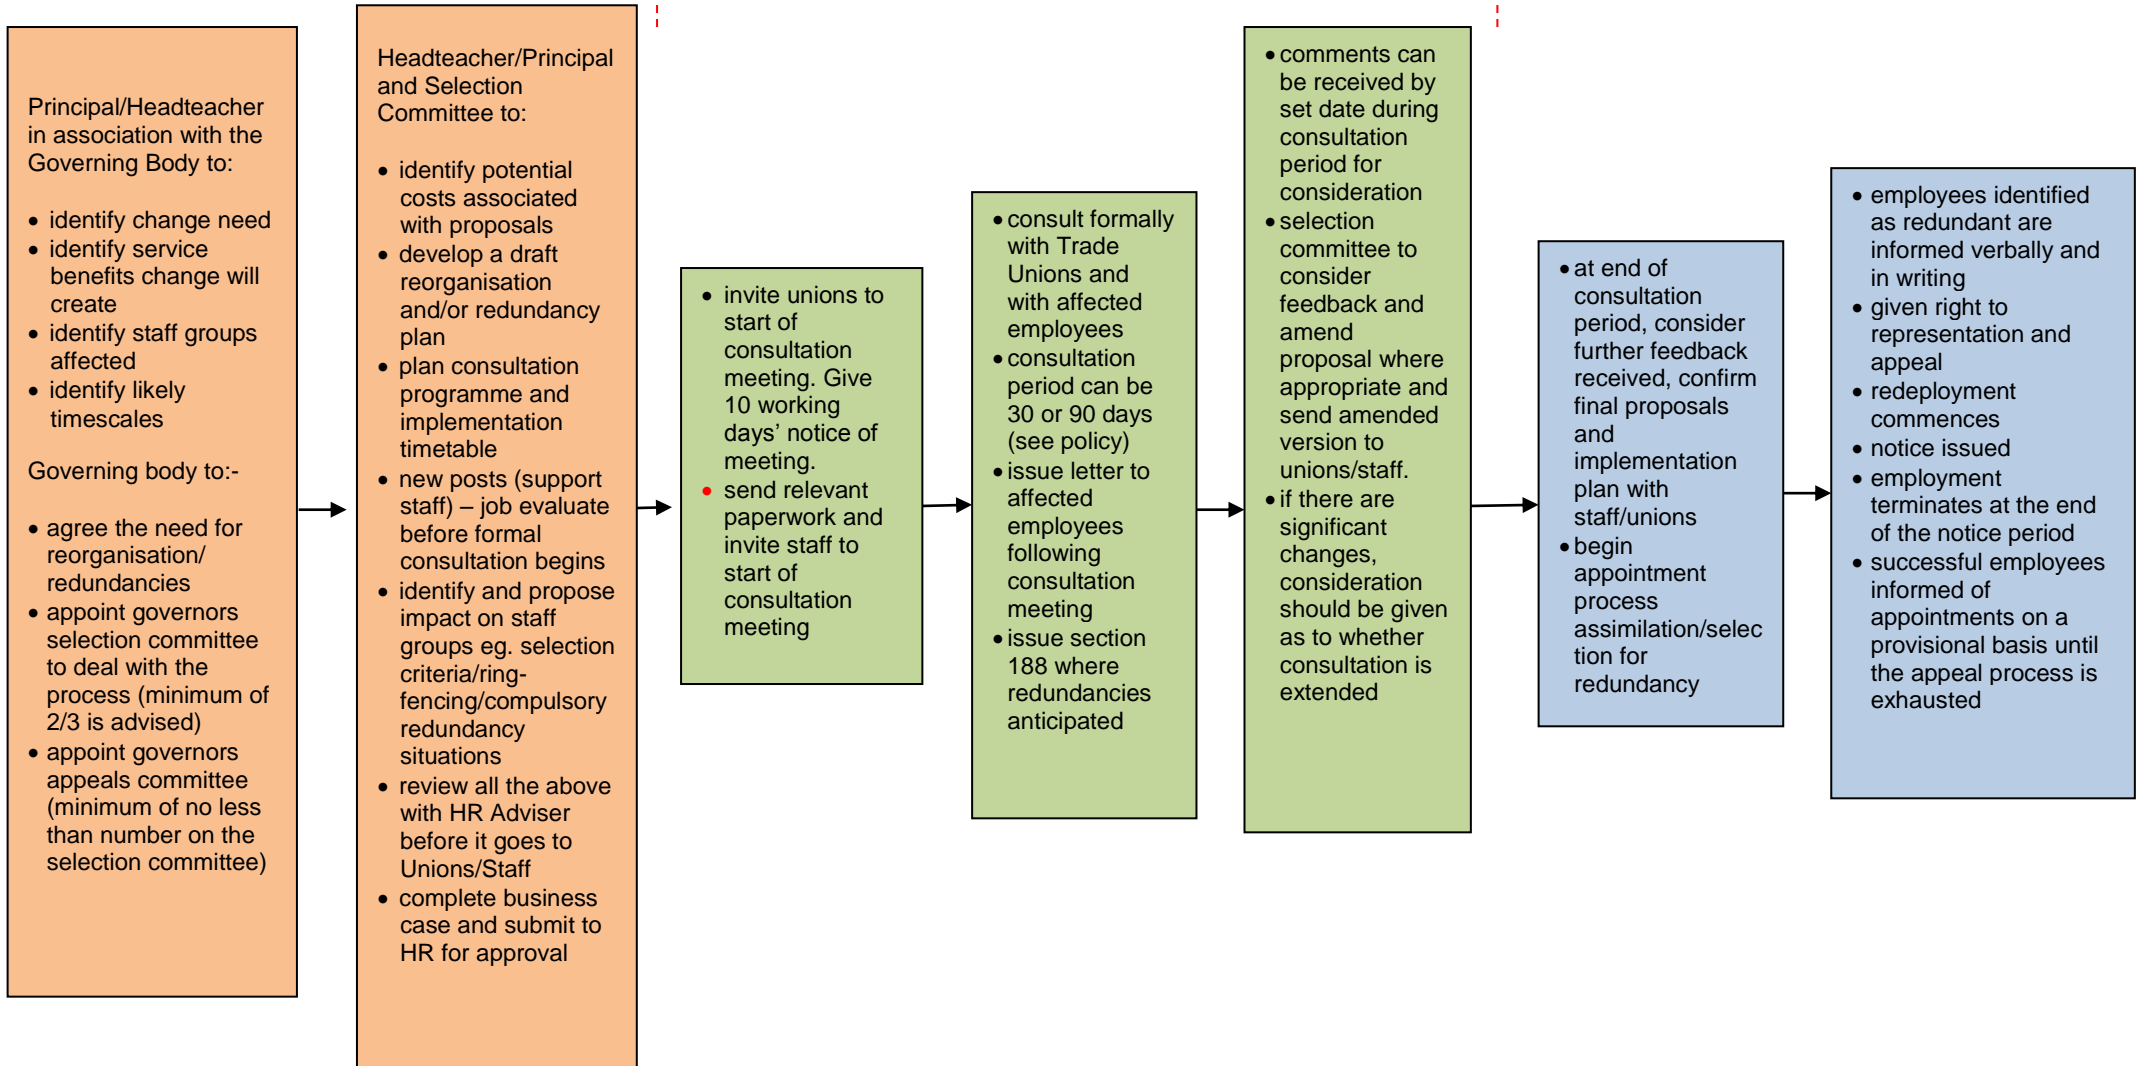 Principal/Headteacher
in association with the
Governing Body to:
• identify change need
• identify service
benefits change will
create
• identify staff groups
affected
• identify likely
timescales
Governing body to:-
• agree the need for
reorganisation/
redundancies
• appoint governors
selection committee
to deal with the
process (minimum of
2/3 is advised)
• appoint governors
appeals committee
(minimum of no less
than number on the
selection committee)
Headteacher/Principal
and Selection
Committee to:
• identify potential
costs associated
with proposals
• develop a draft
reorganisation
and/or redundancy
plan
• plan consultation
programme and
implementation
timetable
• new posts (support
staff) – job evaluate
before formal
consultation begins
• identify and propose
impact on staff
groups eg. selection
criteria/ring-
fencing/compulsory
redundancy
situations
• review all the above
with HR Adviser
before it goes to
Unions/Staff
• complete business
case and submit to
HR for approval
• invite unions to
start of
consultation
meeting. Give
10 working
days’ notice of
meeting.
• send relevant
paperwork and
invite staff to
start of
consultation
meeting
• consult formally
with Trade
Unions and
with affected
employees
• consultation
period can be
30 or 90 days
(see policy)
• issue letter to
affected
employees
following
consultation
meeting
• issue section
188 where
redundancies
anticipated
• comments can
be received by
set date during
consultation
period for
consideration
• selection
committee to
consider
feedback and
amend
proposal where
appropriate and
send amended
version to
unions/staff.
• if there are
significant
changes,
consideration
should be given
as to whether
consultation is
extended
• at end of
consultation
period, consider
further feedback
received, confirm
final proposals
and
implementation
plan with
staff/unions
• begin
appointment
process
assimilation/selec
tion for
redundancy
• employees identified
as redundant are
informed verbally and
in writing
• given right to
representation and
appeal
• redeployment
commences
• notice issued
• employment
terminates at the end
of the notice period
• successful employees
informed of
appointments on a
provisional basis until
the appeal process is
exhausted